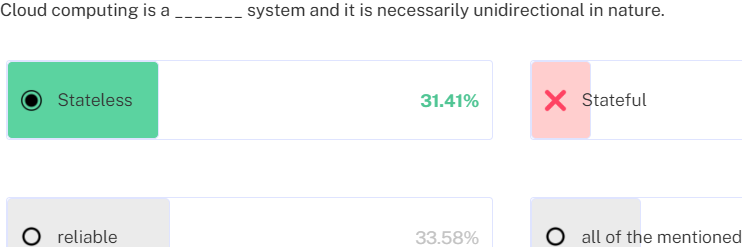 Cloud computing is a _______ system and it is necessarily unidirectional in nature.
Stateless 31.41% Stateful
reliable 33.58% all of the mentioned